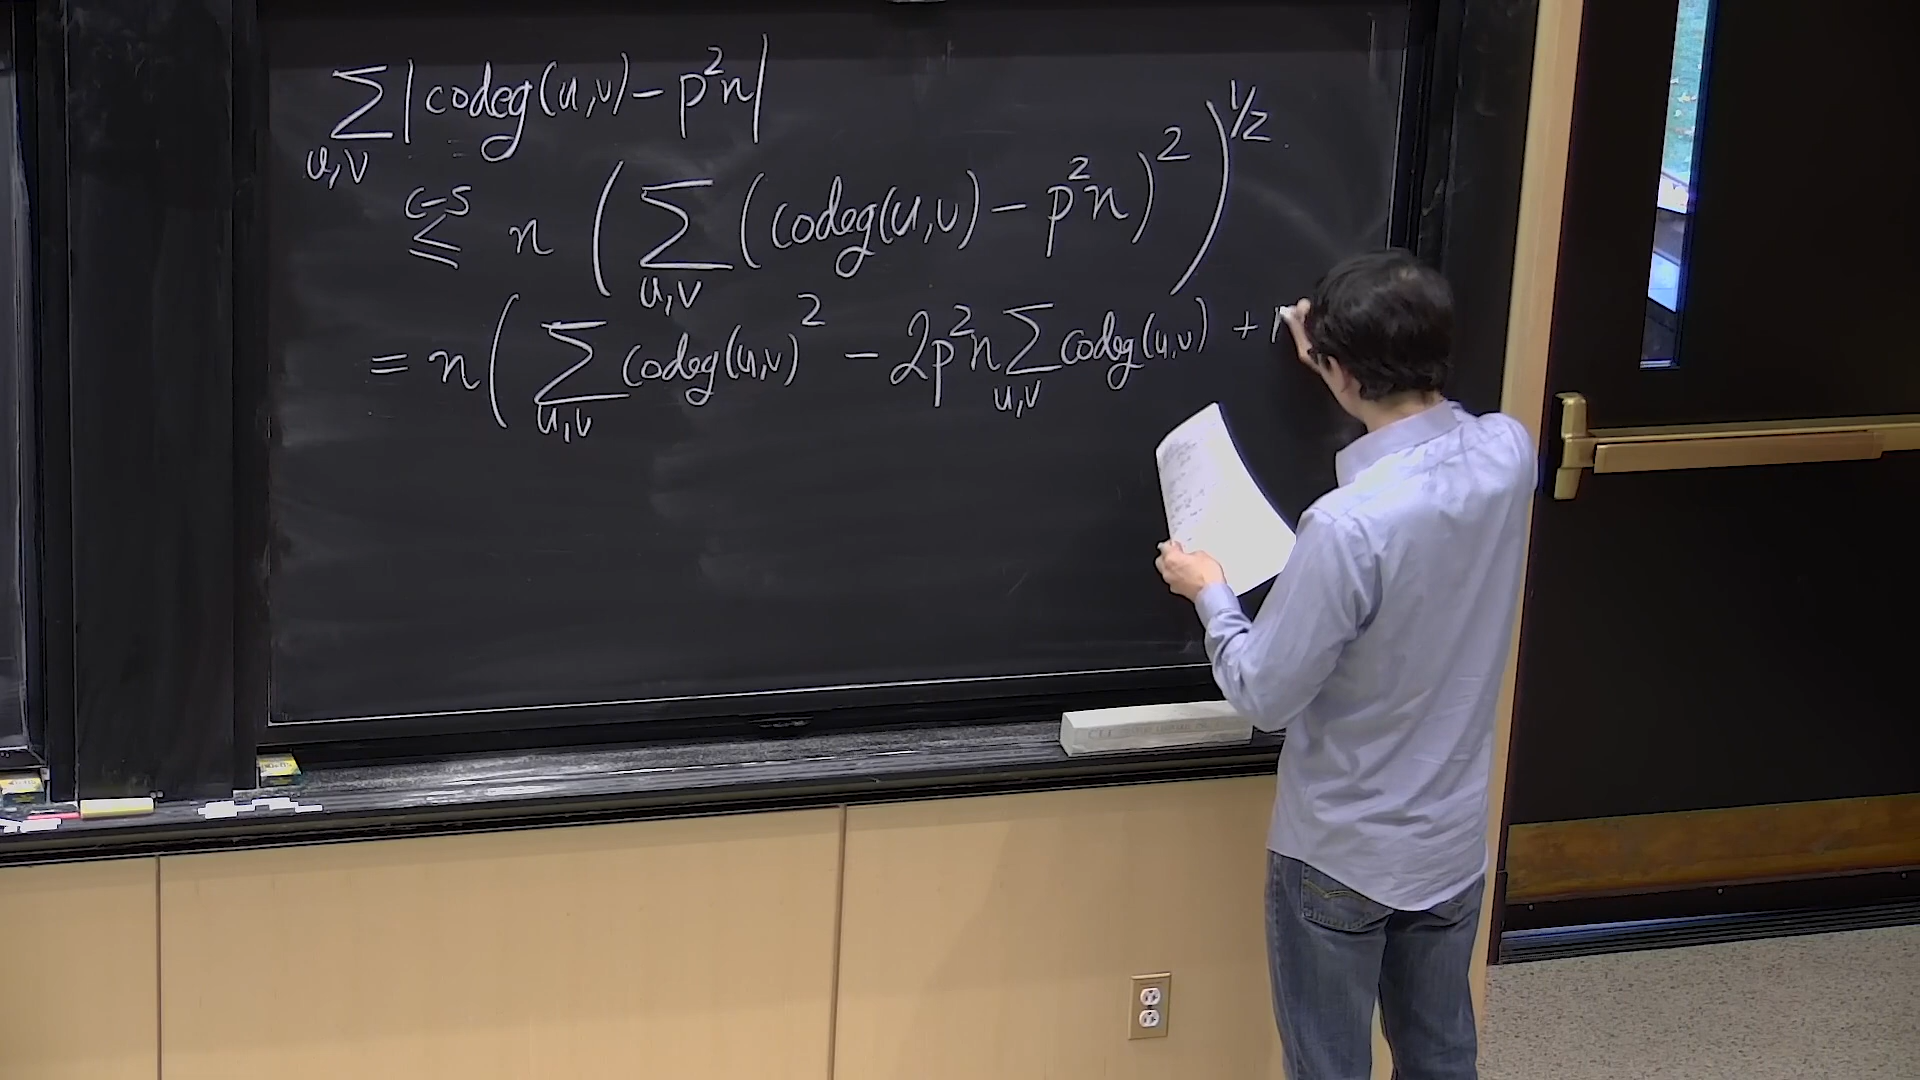 ∑_{u,v} |codeg(u,v) - p²n|
C-S
≤ n ( ∑_{u,v} (codeg(u,v) - p²n)² )^{1/2}
= n ( ∑_{u,v} codeg(u,v)² - 2p²n ∑_{u,v} codeg(u,v) +